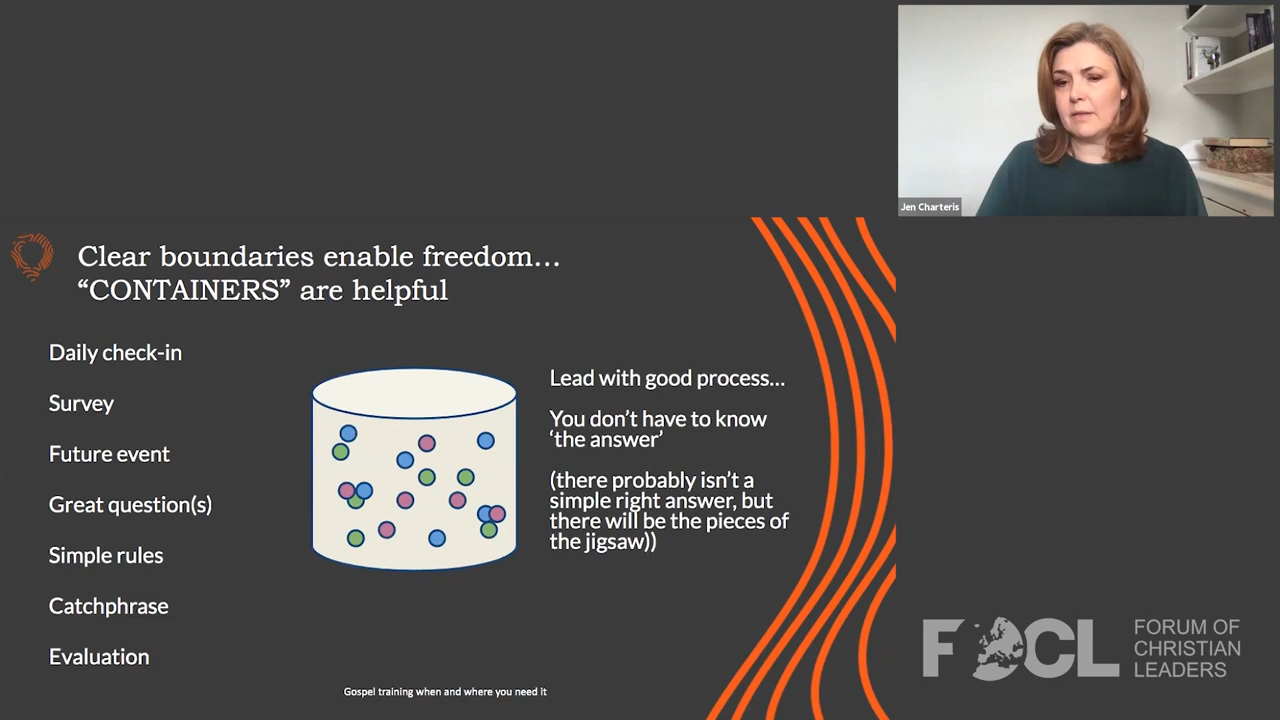 Jen Charteris
Clear boundaries enable freedom...
“CONTAINERS” are helpful
Daily check-in
Survey
Future event
Great question(s)
Simple rules
Catchphrase
Evaluation
Lead with good process...
You don’t have to know
‘the answer’
(there probably isn’t a
simple right answer, but
there will be the pieces of
the jigsaw))
Gospel training when and where you need it
FOCL
FORUM OF
CHRISTIAN
LEADERS